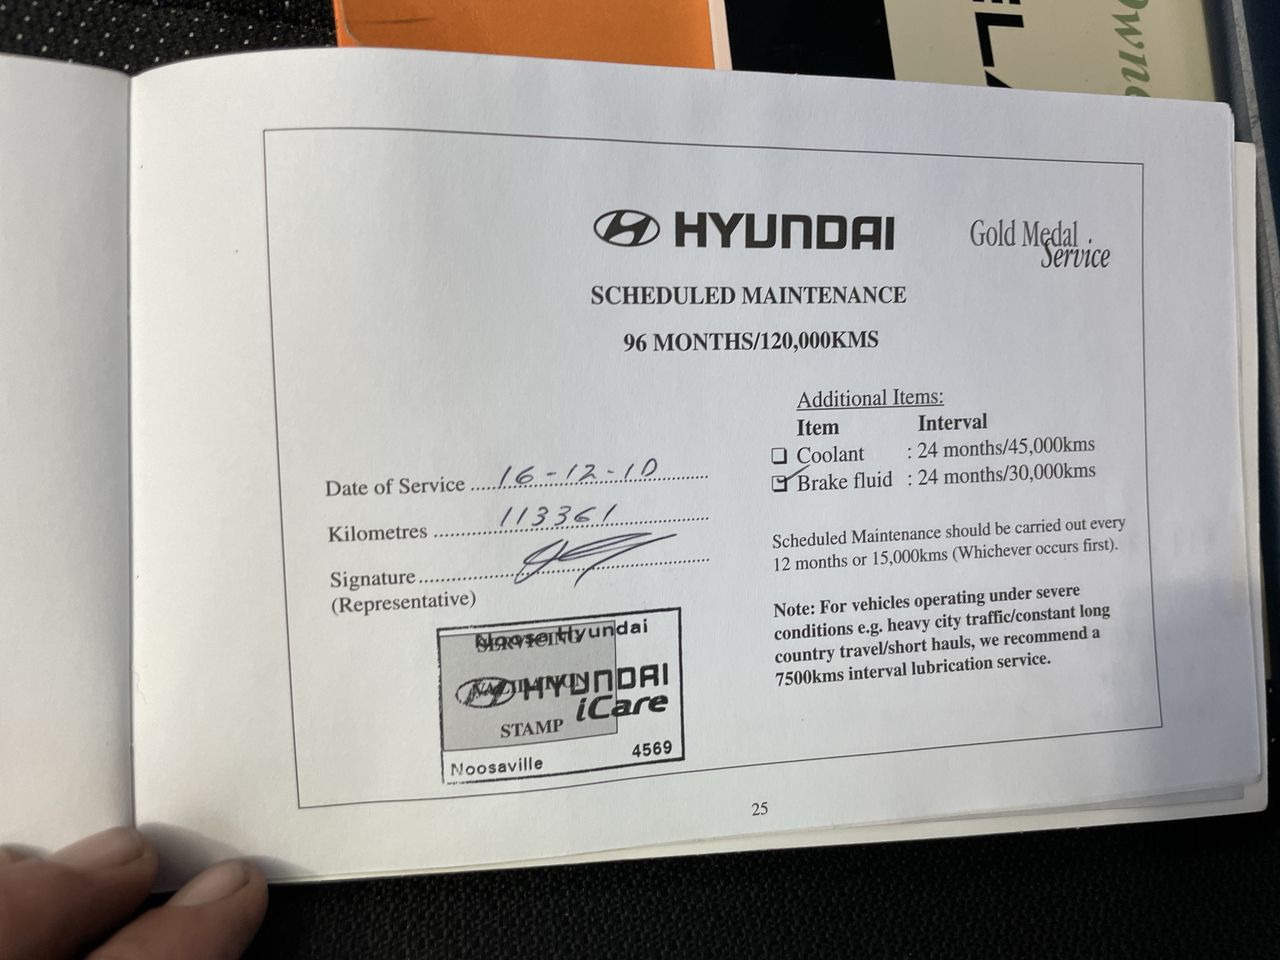 ELA
Owne
HYUNDAI
Gold Medal
Service
SCHEDULED MAINTENANCE
96 MONTHS/120,000KMS
Additional Items:
Item Interval
Coolant : 24 months/45,000kms
Brake fluid : 24 months/30,000kms
Date of Service ..... 16-12-10
Kilometres ..... 113361
Signature .....
(Representative)
Scheduled Maintenance should be carried out every
12 months or 15,000kms (Whichever occurs first).
Note: For vehicles operating under severe
conditions e.g. heavy city traffic/constant long
country travel/short hauls, we recommend a
7500kms interval lubrication service.
Noosa Hyundai
SERVICING
HYUNDAI
iCare
STAMP
Noosaville 4569
25